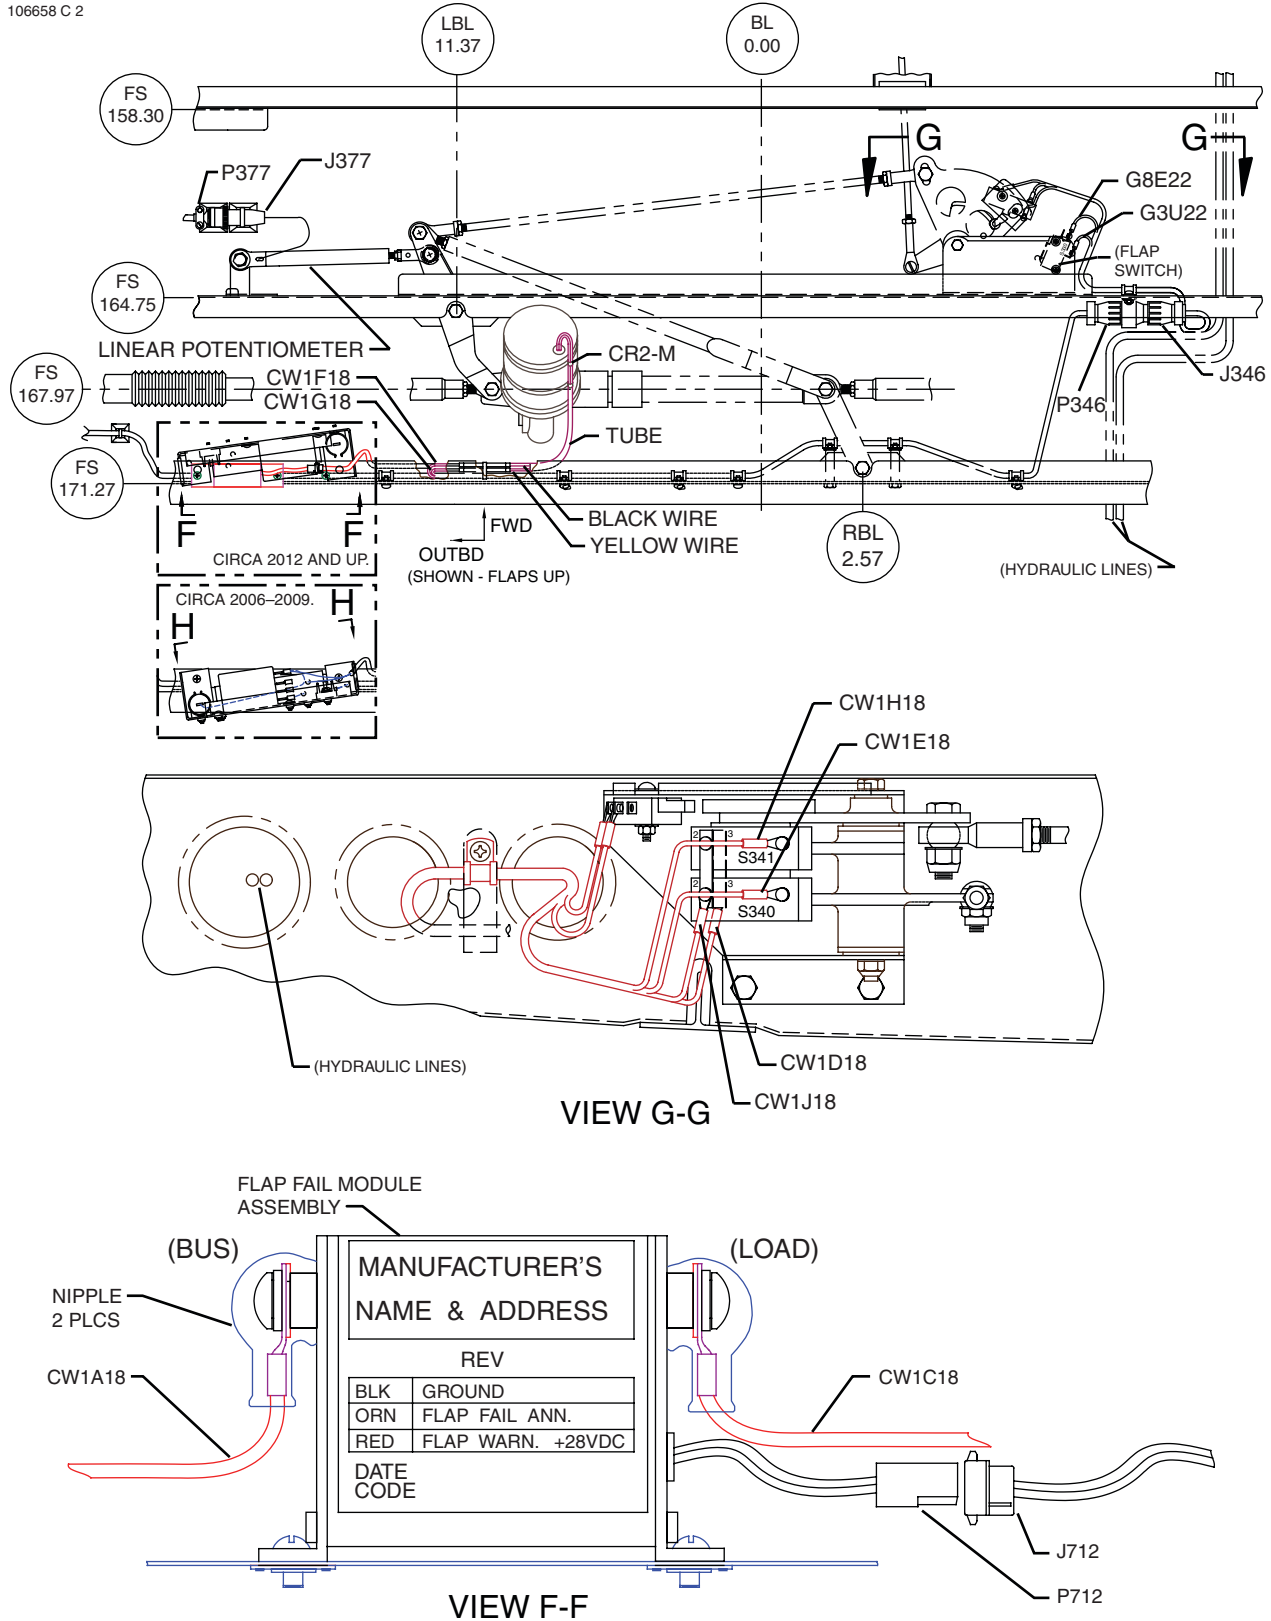 106658 C 2
LBL
11.37
BL
0.00
FS
158.30
G
G
P377
J377
G8E22
G3U22
(FLAP
SWITCH)
FS
164.75
LINEAR POTENTIOMETER
CR2-M
J346
P346
FS
167.97
CW1F18
CW1G18
TUBE
FS
171.27
F
F
CIRCA 2012 AND UP.
FWD
OUTBD
(SHOWN - FLAPS UP)
BLACK WIRE
YELLOW WIRE
RBL
2.57
(HYDRAULIC LINES)
CIRCA 2006–2009.
H
H
CW1H18
CW1E18
2
3
S341
2
3
S340
(HYDRAULIC LINES)
CW1D18
CW1J18
VIEW G-G
FLAP FAIL MODULE
ASSEMBLY
(BUS)
(LOAD)
MANUFACTURER'S
NAME & ADDRESS
NIPPLE
2 PLCS
REV
CW1A18
CW1C18
BLK GROUND
ORN FLAP FAIL ANN.
RED FLAP WARN. +28VDC
DATE
CODE
J712
P712
VIEW F-F